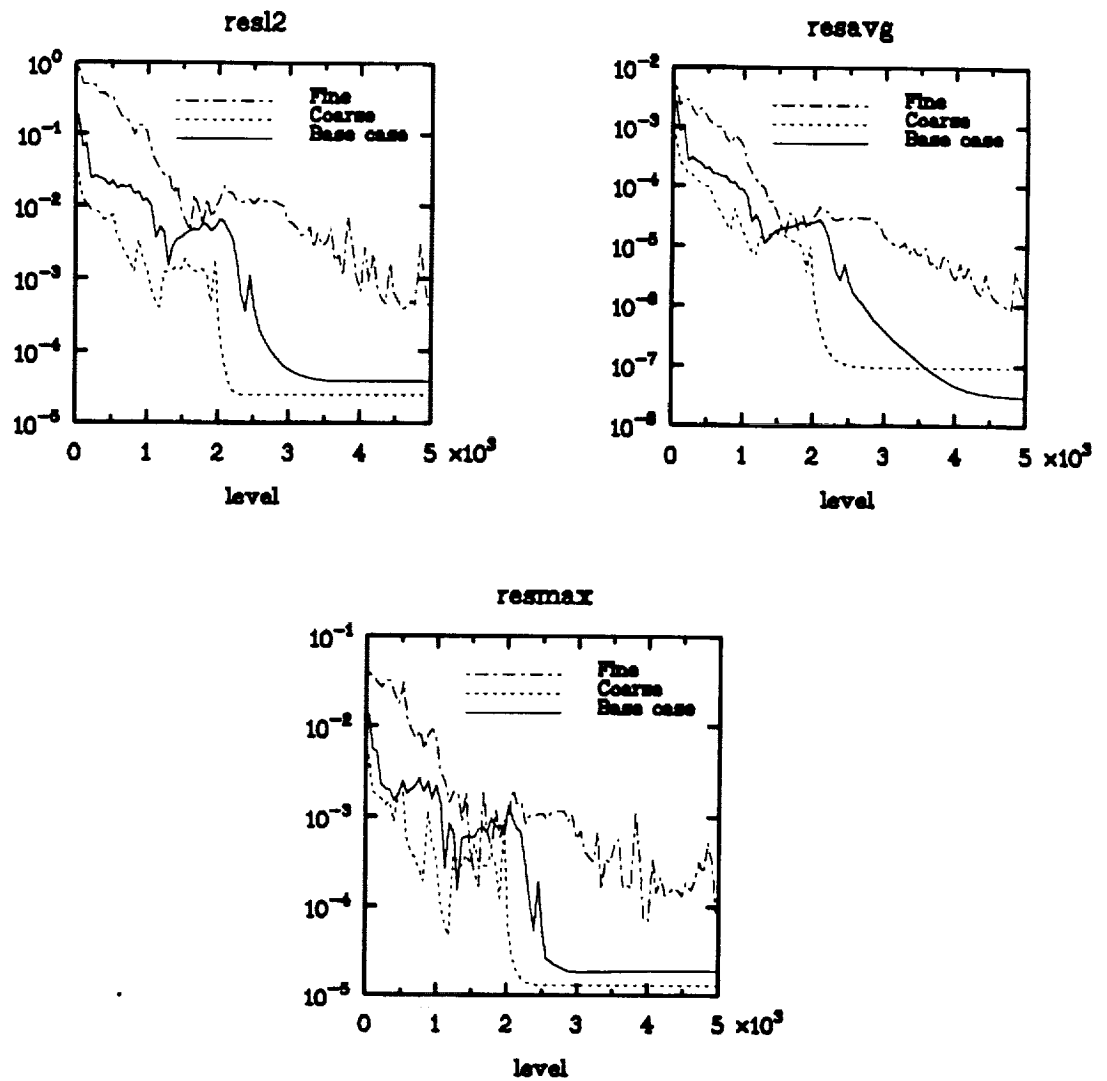 resl2
10^0
10^-1
10^-2
10^-3
10^-4
10^-5
Fine
Coarse
Base case
0 1 2 3 4 5 ×10^3
level
resavg
10^-2
10^-3
10^-4
10^-5
10^-6
10^-7
10^-8
Fine
Coarse
Base case
0 1 2 3 4 5 ×10^3
level
resmax
10^-1
10^-2
10^-3
10^-4
10^-5
Fine
Coarse
Base case
0 1 2 3 4 5 ×10^3
level